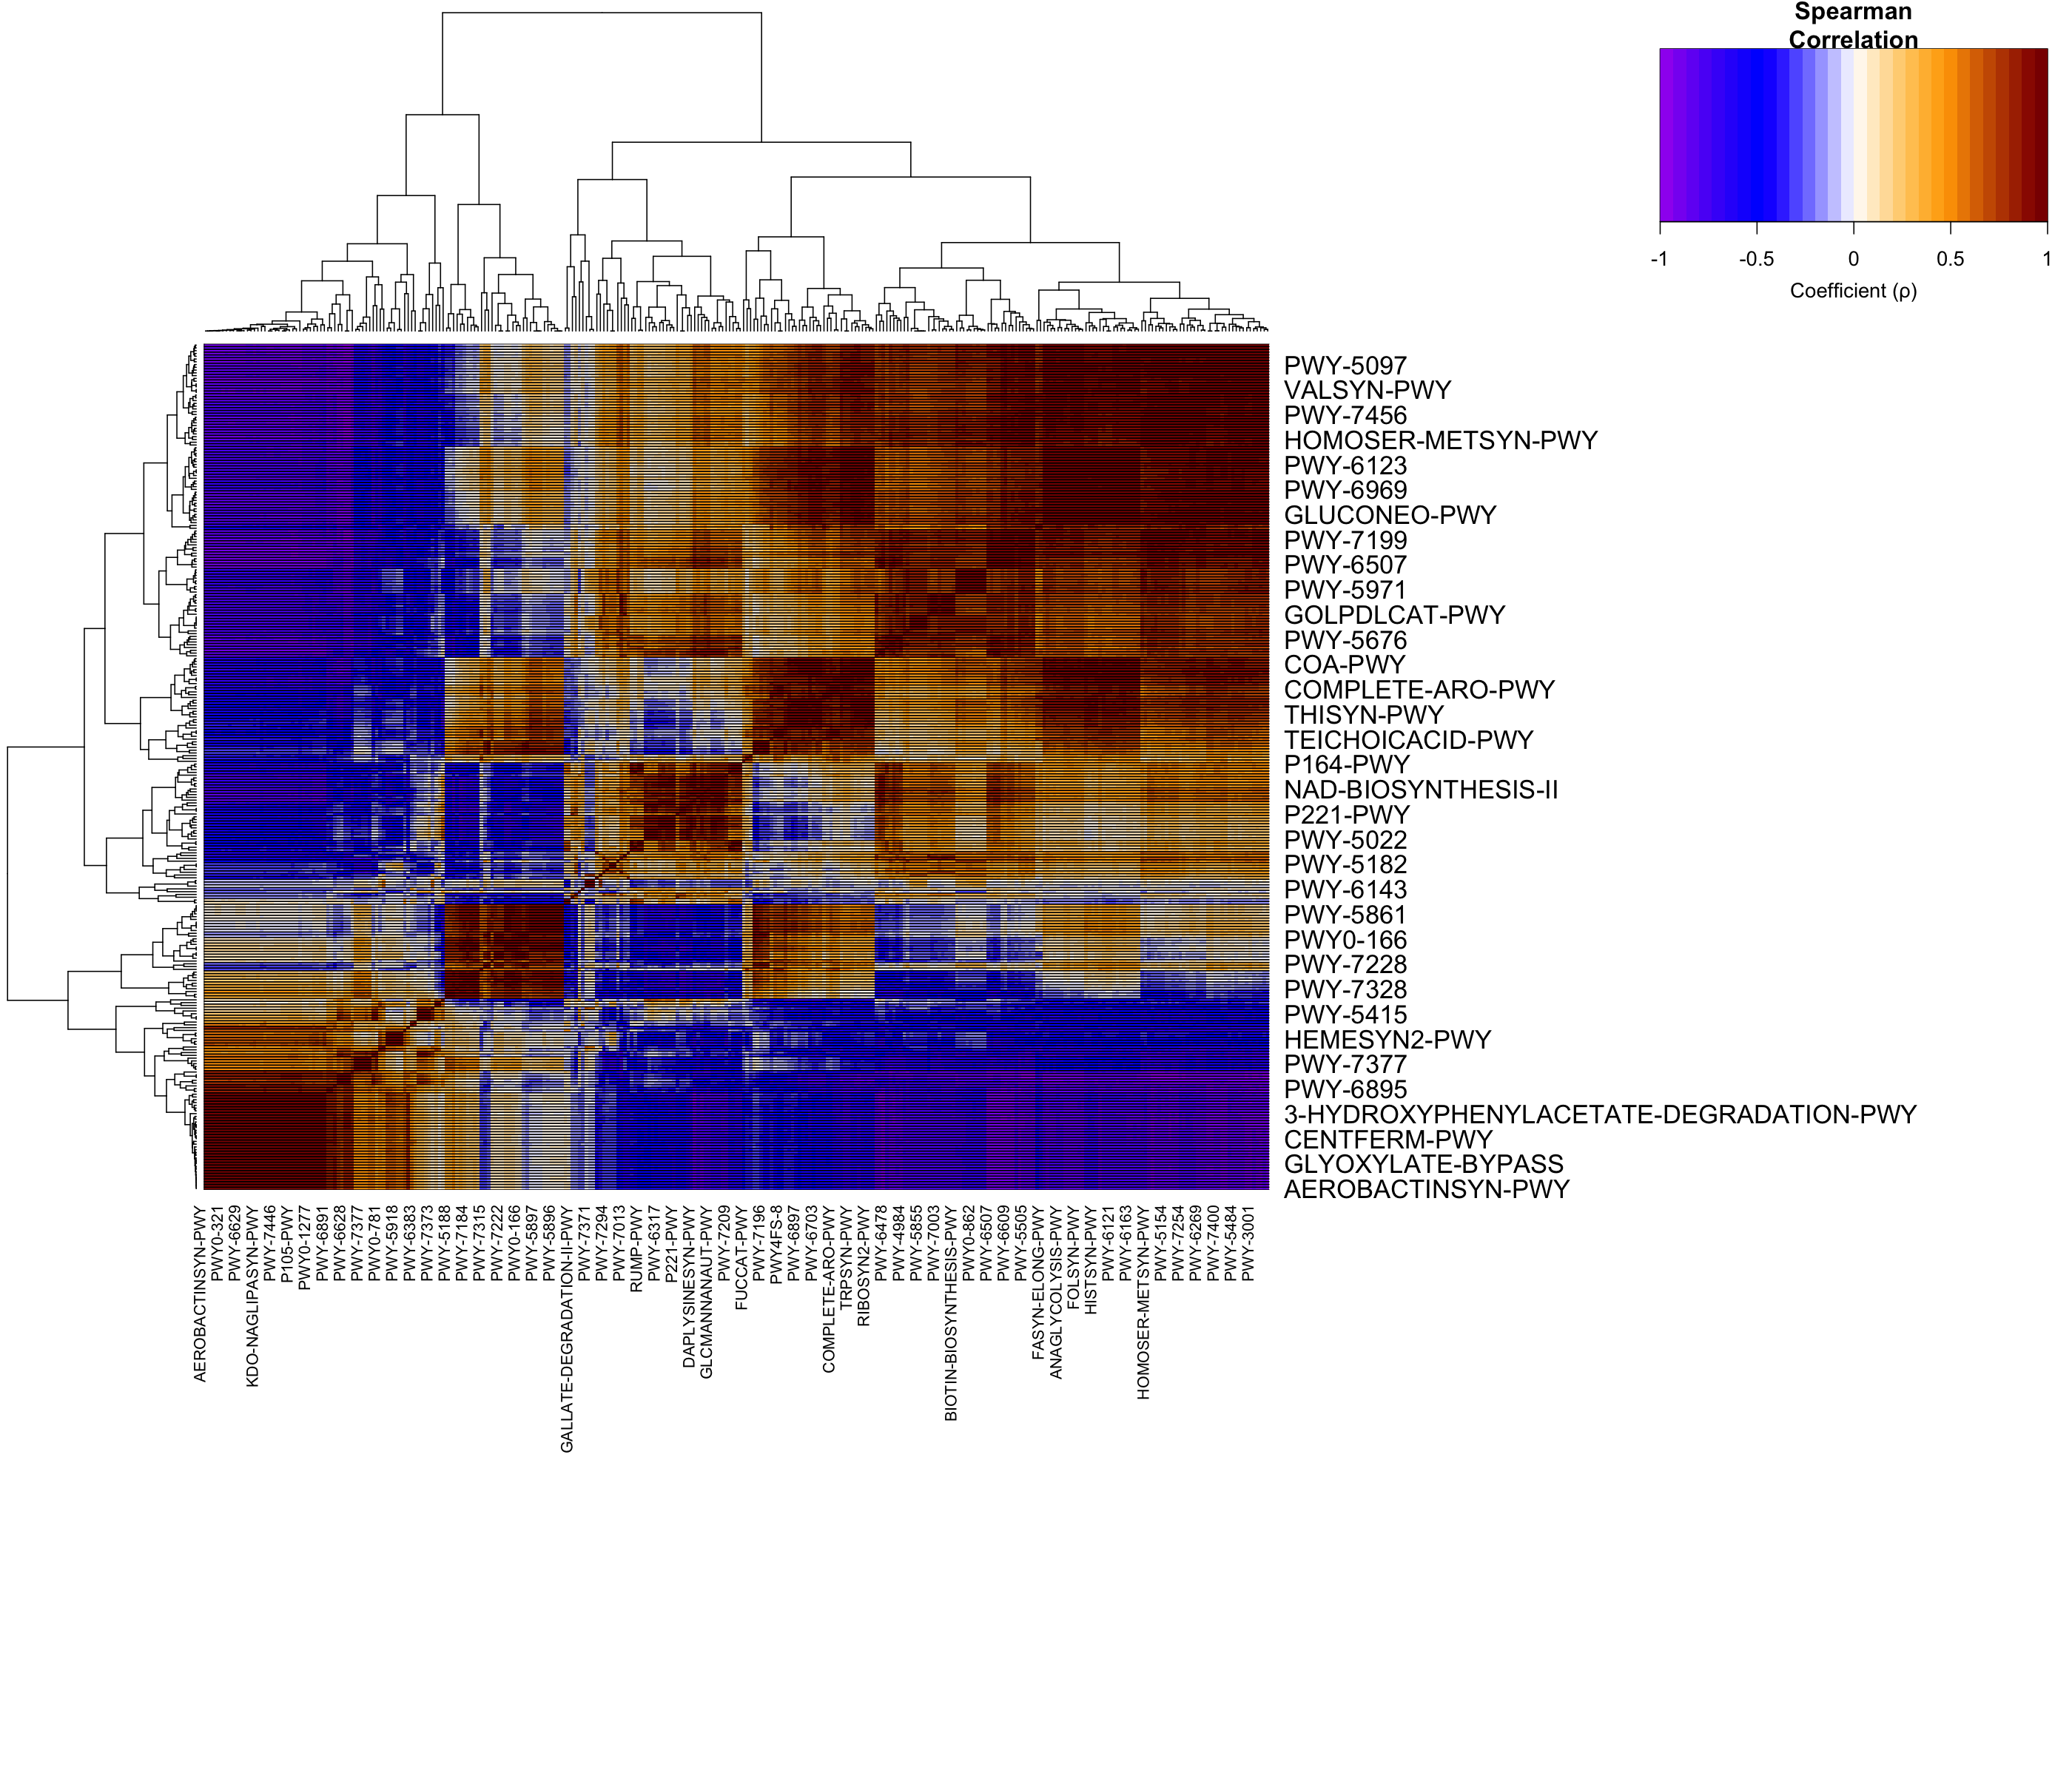 Spearman
Correlation
-1
-0.5
0
0.5
1
Coefficient (ρ)
PWY-5097
VALSYN-PWY
PWY-7456
HOMOSER-METSYN-PWY
PWY-6123
PWY-6969
GLUCONEO-PWY
PWY-7199
PWY-6507
PWY-5971
GOLPDLCAT-PWY
PWY-5676
COA-PWY
COMPLETE-ARO-PWY
THISYN-PWY
TEICHOICACID-PWY
P164-PWY
NAD-BIOSYNTHESIS-II
P221-PWY
PWY-5022
PWY-5182
PWY-6143
PWY-5861
PWY0-166
PWY-7228
PWY-7328
PWY-5415
HEMESYN2-PWY
PWY-7377
PWY-6895
3-HYDROXYPHENYLACETATE-DEGRADATION-PWY
CENTFERM-PWY
GLYOXYLATE-BYPASS
AEROBACTINSYN-PWY
AEROBACTINSYN-PWY
PWY0-321
PWY-6629
KDO-NAGLIPASYN-PWY
PWY-7446
P105-PWY
PWY0-1277
PWY-6891
PWY-6628
PWY-7377
PWY0-781
PWY-5918
PWY-6383
PWY-7373
PWY-5188
PWY-7184
PWY-7315
PWY-7222
PWY0-166
PWY-5897
PWY-5896
GALLATE-DEGRADATION-II-PWY
PWY-7371
PWY-7294
PWY-7013
RUMP-PWY
PWY-6317
P221-PWY
DAPLYSINESYN-PWY
GLCMANNANAUT-PWY
PWY-7209
FUCCAT-PWY
PWY-7196
PWY4FS-8
PWY-6897
PWY-6703
COMPLETE-ARO-PWY
TRPSYN-PWY
RIBOSYN2-PWY
PWY-6478
PWY-4984
PWY-5855
PWY-7003
BIOTIN-BIOSYNTHESIS-PWY
PWY0-862
PWY-6507
PWY-6609
PWY-5505
FASYN-ELONG-PWY
ANAGLYCOLYSIS-PWY
FOLSYN-PWY
HISTSYN-PWY
PWY-6121
PWY-6163
HOMOSER-METSYN-PWY
PWY-5154
PWY-7254
PWY-6269
PWY-7400
PWY-5484
PWY-3001